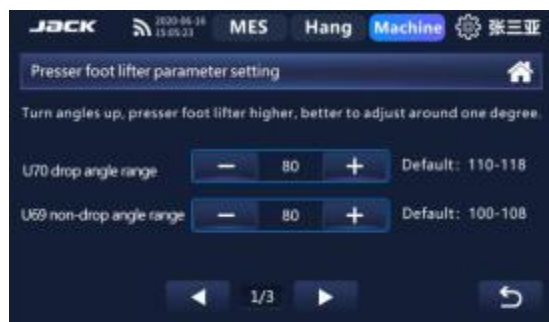 JACK 2020-06-16 15:05:23 MES Hang Machine 张三亚
Presser foot lifter parameter setting
Turn angles up, presser foot lifter higher, better to adjust around one degree.
U70 drop angle range — 80 + Default: 110-118
U69 non-drop angle range — 80 + Default: 100-108
1/3